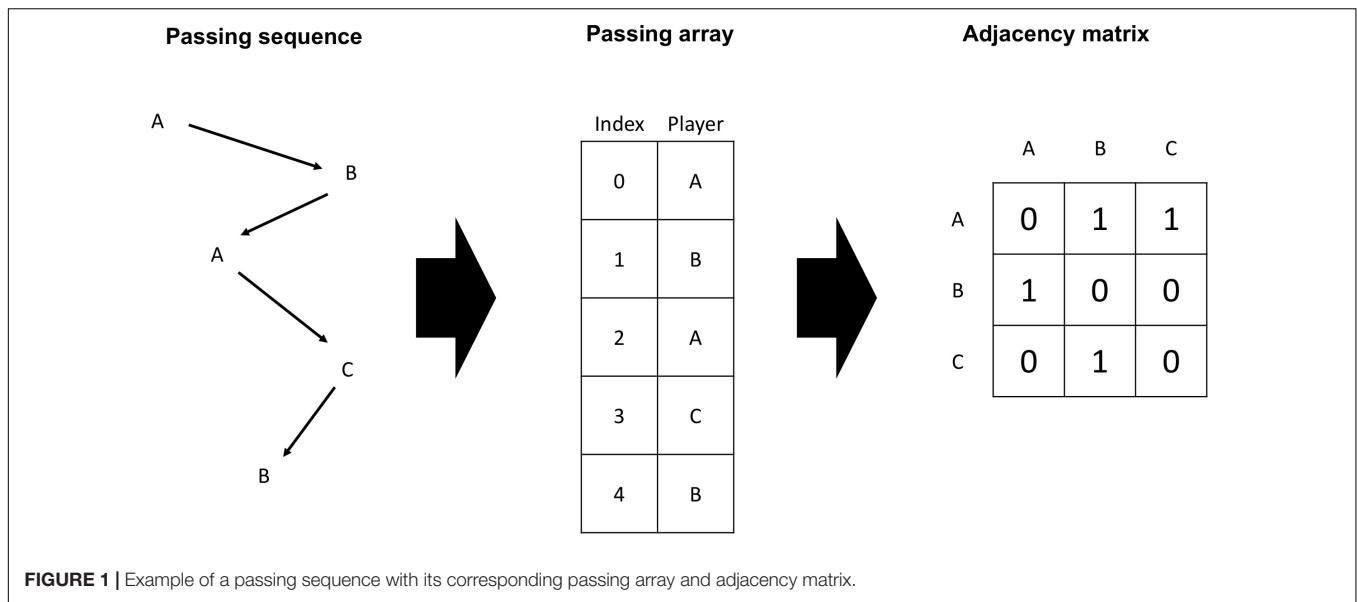 Passing sequence
Passing array
Adjacency matrix
A
B
A
C
B
Index Player
0 A
1 B
2 A
3 C
4 B
A B C
A 0 1 1
B 1 0 0
C 0 1 0
FIGURE 1 | Example of a passing sequence with its corresponding passing array and adjacency matrix.